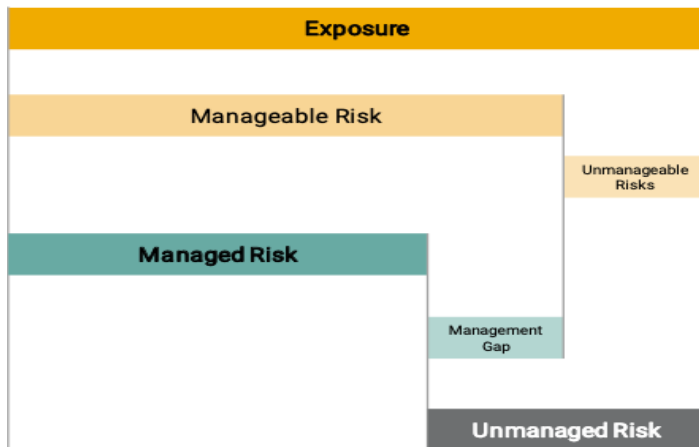 Exposure
Manageable Risk
Unmanageable
Risks
Managed Risk
Management
Gap
Unmanaged Risk